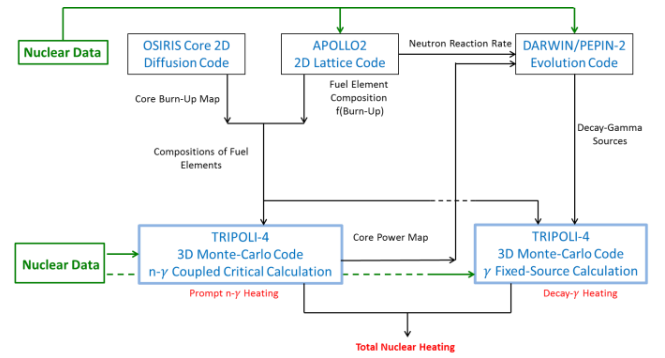 Nuclear Data
OSIRIS Core 2D
Diffusion Code
APOLLO2
2D Lattice Code
Neutron Reaction Rate
DARWIN/PEPIN-2
Evolution Code
Core Burn-Up Map
Fuel Element
Composition
f(Burn-Up)
Decay-Gamma
Sources
Compositions of Fuel
Elements
Nuclear Data
TRIPOLI-4
3D Monte-Carlo Code
n-γ Coupled Critical Calculation
Core Power Map
TRIPOLI-4
3D Monte-Carlo Code
γ Fixed-Source Calculation
Prompt n-γ Heating
Decay-γ Heating
Total Nuclear Heating